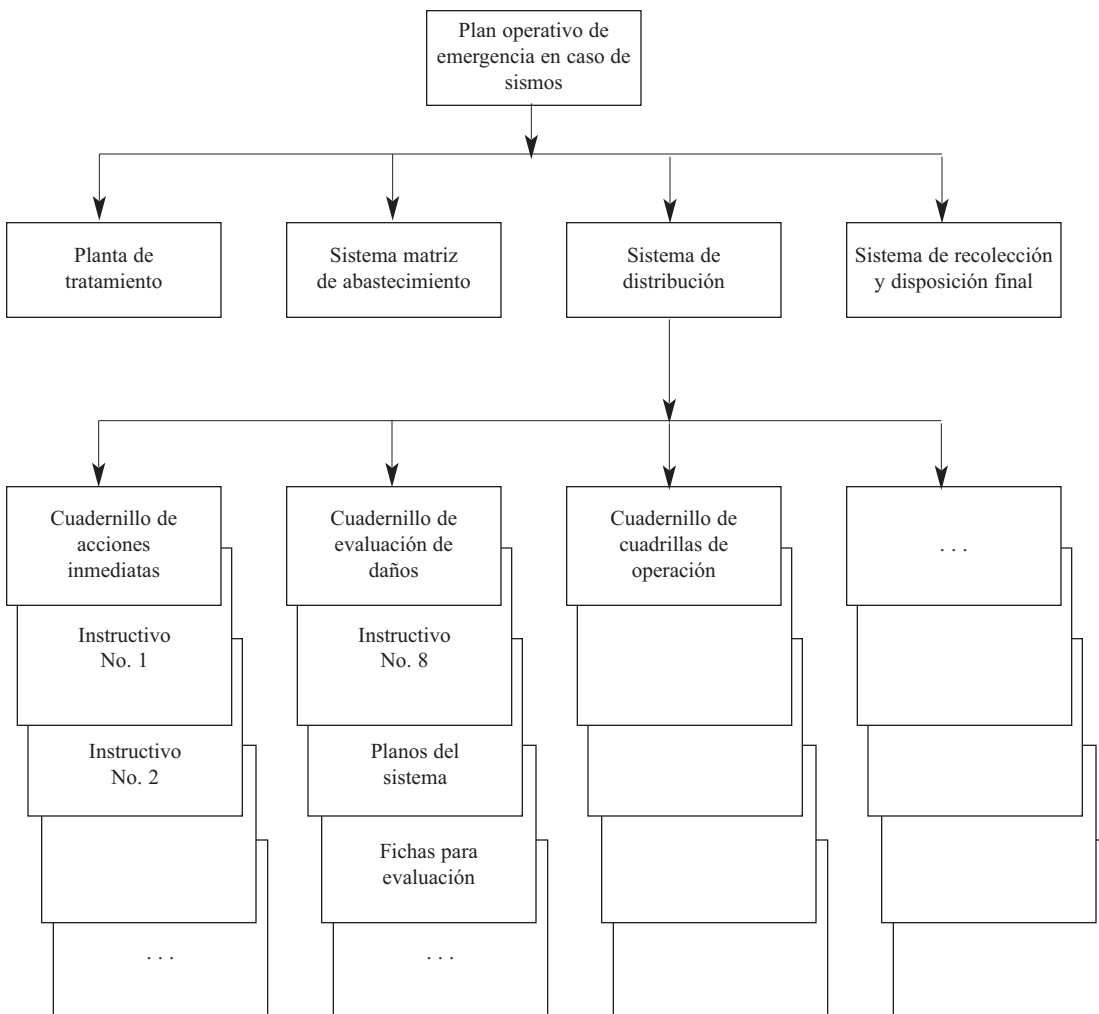 Plan operativo de
emergencia en caso de
sismos
Planta de
tratamiento
Sistema matriz
de abastecimiento
Sistema de
distribución
Sistema de recolección
y disposición final
Cuadernillo de
acciones
inmediatas
Cuadernillo de
evaluación de
daños
Cuadernillo de
cuadrillas de
operación
. . .
Instructivo
No. 1
Instructivo
No. 8
Instructivo
No. 2
Planos del
sistema
Fichas para
evaluación
. . .
. . .